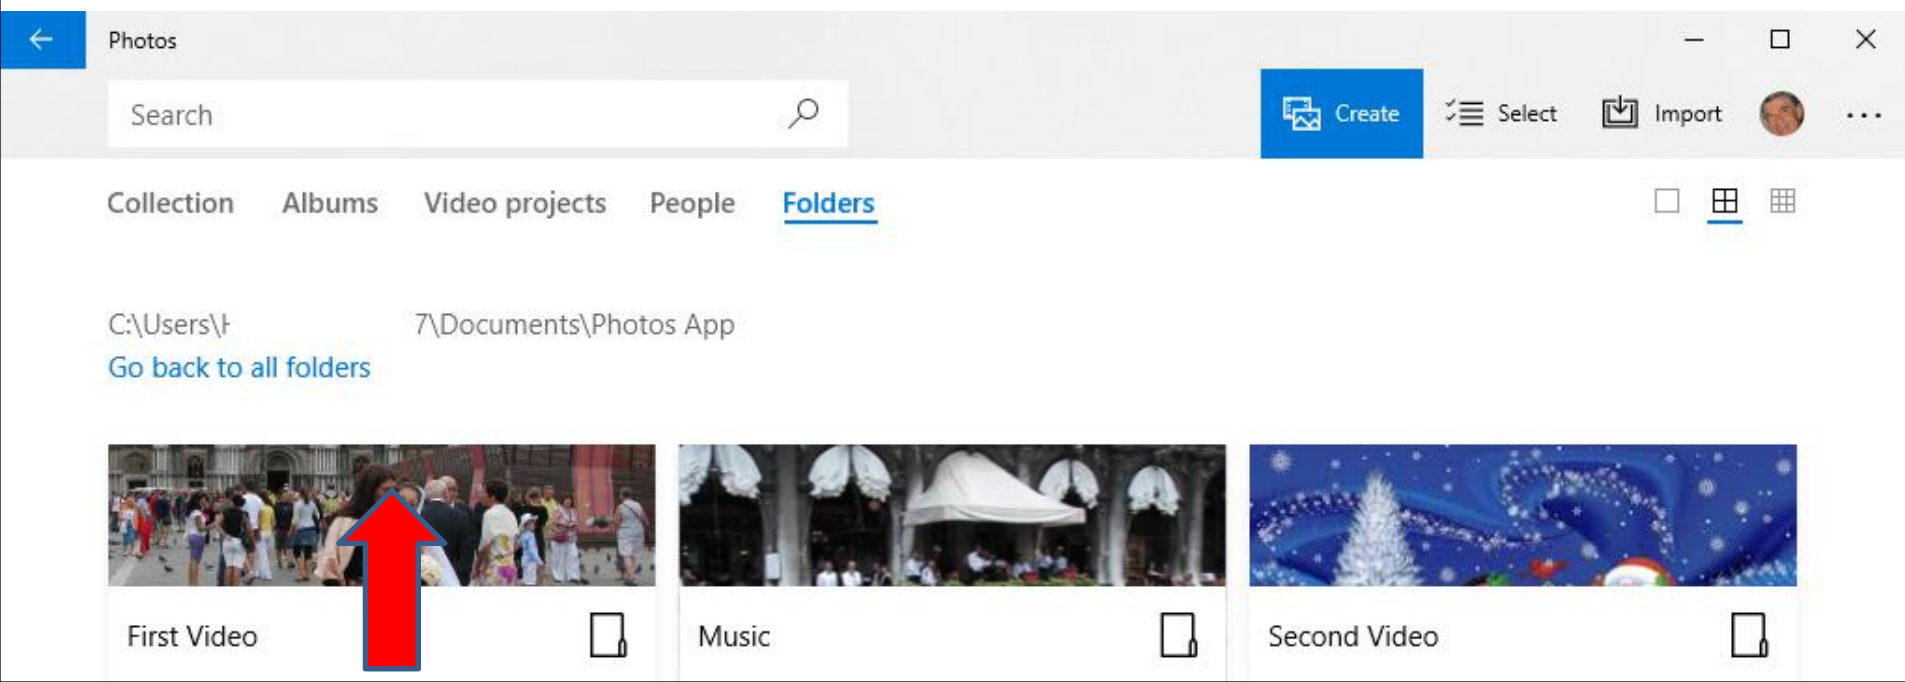 Photos
Search
Create Select Import
Collection Albums Video projects People Folders
C:\Users\H 7\Documents\Photos App
Go back to all folders
First Video Music Second Video